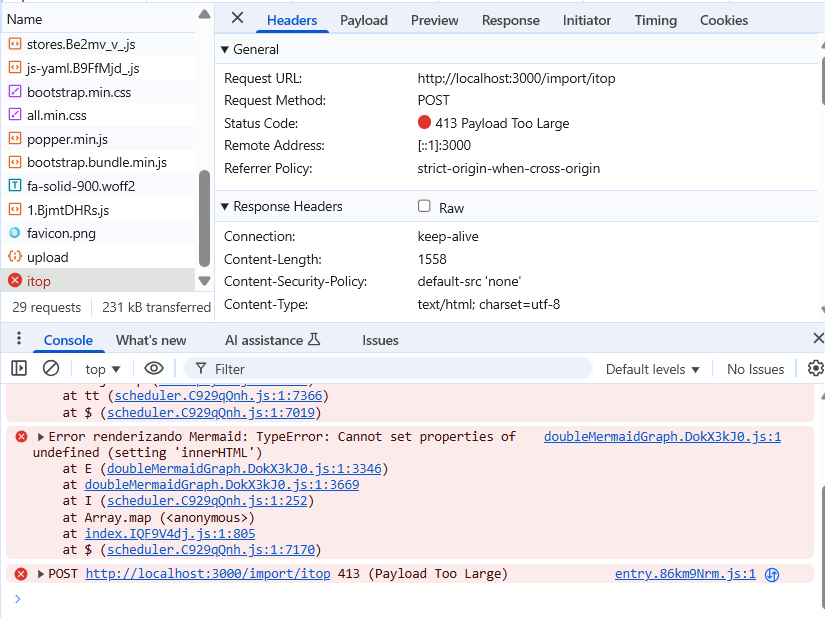 Name
stores.Be2mv_v_.js
js-yaml.B9FfMjd_.js
bootstrap.min.css
all.min.css
popper.min.js
bootstrap.bundle.min.js
fa-solid-900.woff2
1.BjmtDHRs.js
favicon.png
upload
itop
29 requests
231 kB transferred
Headers Payload Preview Response Initiator Timing Cookies
General
Request URL: http://localhost:3000/import/itop
Request Method: POST
Status Code: 413 Payload Too Large
Remote Address: [::1]:3000
Referrer Policy: strict-origin-when-cross-origin
Response Headers Raw
Connection: keep-alive
Content-Length: 1558
Content-Security-Policy: default-src 'none'
Content-Type: text/html; charset=utf-8
Console What's new AI assistance Issues
top Filter Default levels No Issues
at tt (scheduler.C929qQnh.js:1:7366)
at $ (scheduler.C929qQnh.js:1:7019)
Error renderizando Mermaid: TypeError: Cannot set properties of doubleMermaidGraph.DokX3kJ0.js:1
undefined (setting 'innerHTML')
at E (doubleMermaidGraph.DokX3kJ0.js:1:3346)
at doubleMermaidGraph.DokX3kJ0.js:1:3669
at I (scheduler.C929qQnh.js:1:252)
at Array.map (<anonymous>)
at index.IQF9V4dj.js:1:805
at $ (scheduler.C929qQnh.js:1:7170)
POST http://localhost:3000/import/itop 413 (Payload Too Large) entry.86km9Nrm.js:1